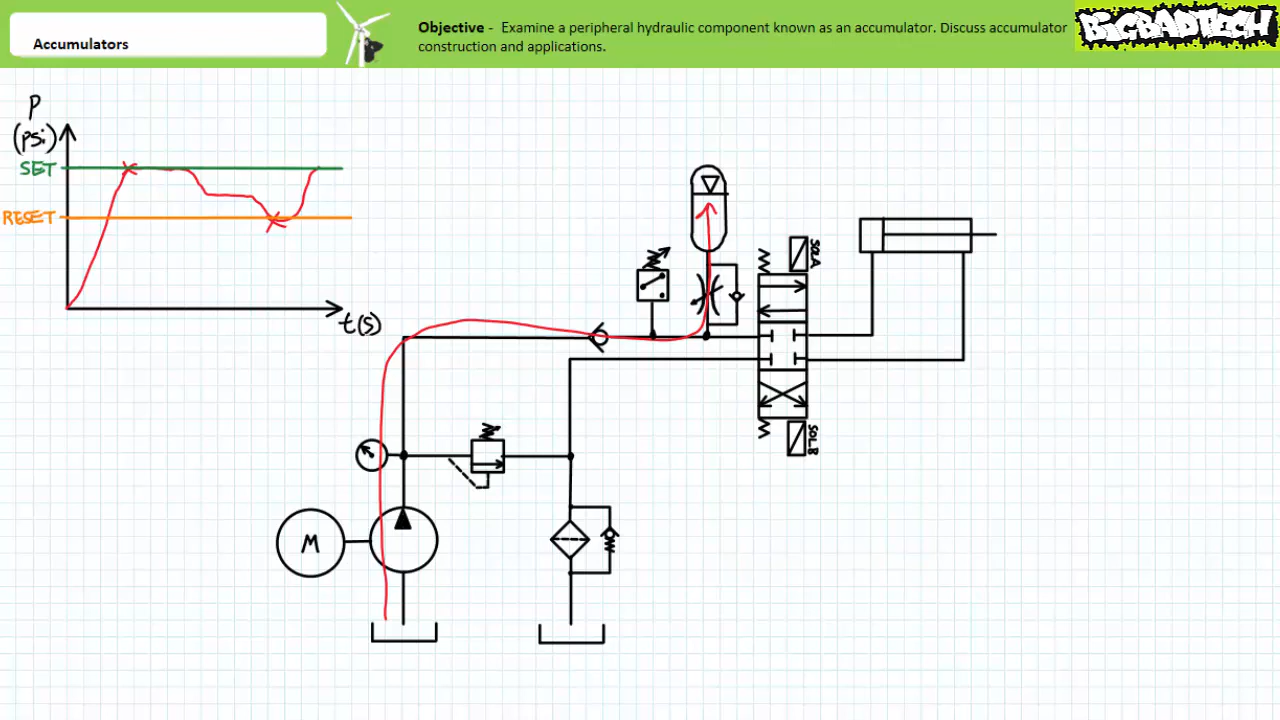 Accumulators
Objective - Examine a peripheral hydraulic component known as an accumulator. Discuss accumulator
construction and applications.
BIGBADTECH
P
(psi)
SET
RESET
t(s)
SOL.A
SOL.B
M